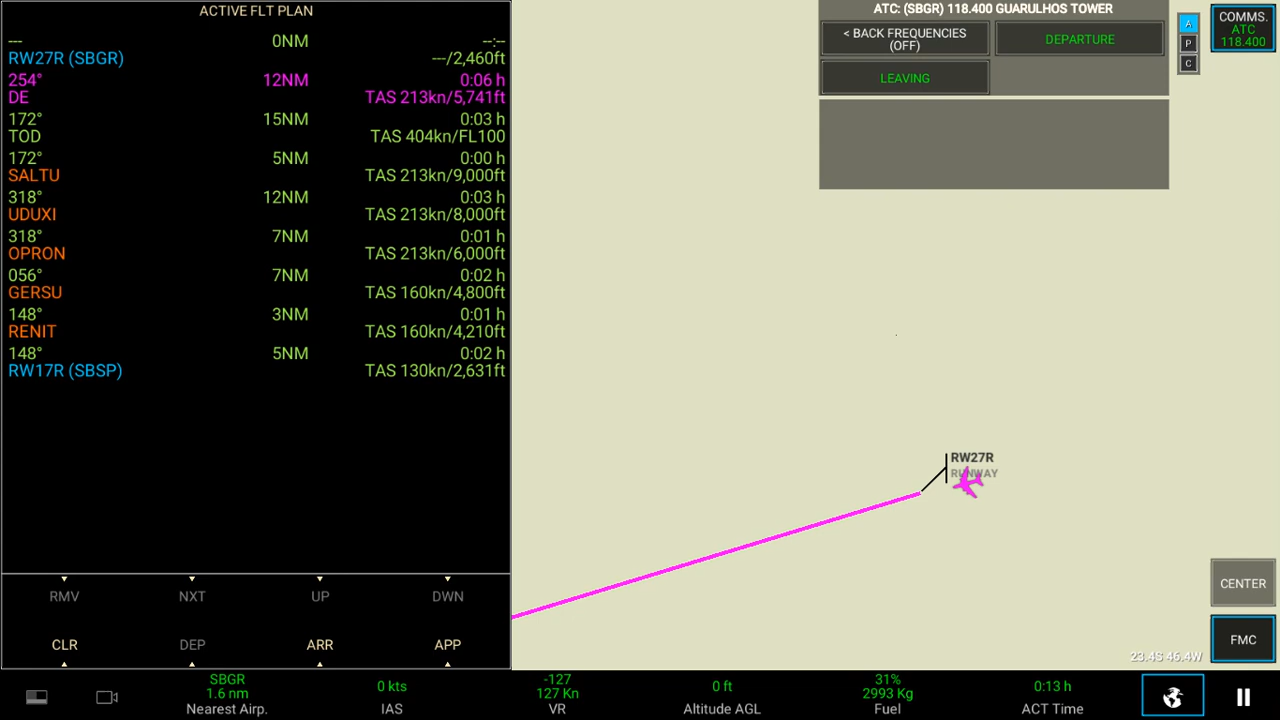 ACTIVE FLT PLAN
--- 0NM --:--
RW27R (SBGR) ---/2,460ft
254° 12NM 0:06 h
DE TAS 213kn/5,741ft
172° 15NM 0:03 h
TOD TAS 404kn/FL100
172° 5NM 0:00 h
SALTU TAS 213kn/9,000ft
318° 12NM 0:03 h
UDUXI TAS 213kn/8,000ft
318° 7NM 0:01 h
OPRON TAS 213kn/6,000ft
056° 7NM 0:02 h
GERSU TAS 160kn/4,800ft
148° 3NM 0:01 h
RENIT TAS 160kn/4,210ft
148° 5NM 0:02 h
RW17R (SBSP) TAS 130kn/2,631ft
RMV NXT UP DWN
CLR DEP ARR APP
ATC: (SBGR) 118.400 GUARULHOS TOWER
< BACK FREQUENCIES
(OFF)
DEPARTURE
LEAVING
A
P
C
COMMS.
ATC
118.400
RW27R
RUNWAY
CENTER
FMC
23.4S 46.4W
SBGR
1.6 nm
Nearest Airp.
0 kts
IAS
-127
127 Kn
VR
0 ft
Altitude AGL
31%
2993 Kg
Fuel
0:13 h
ACT Time